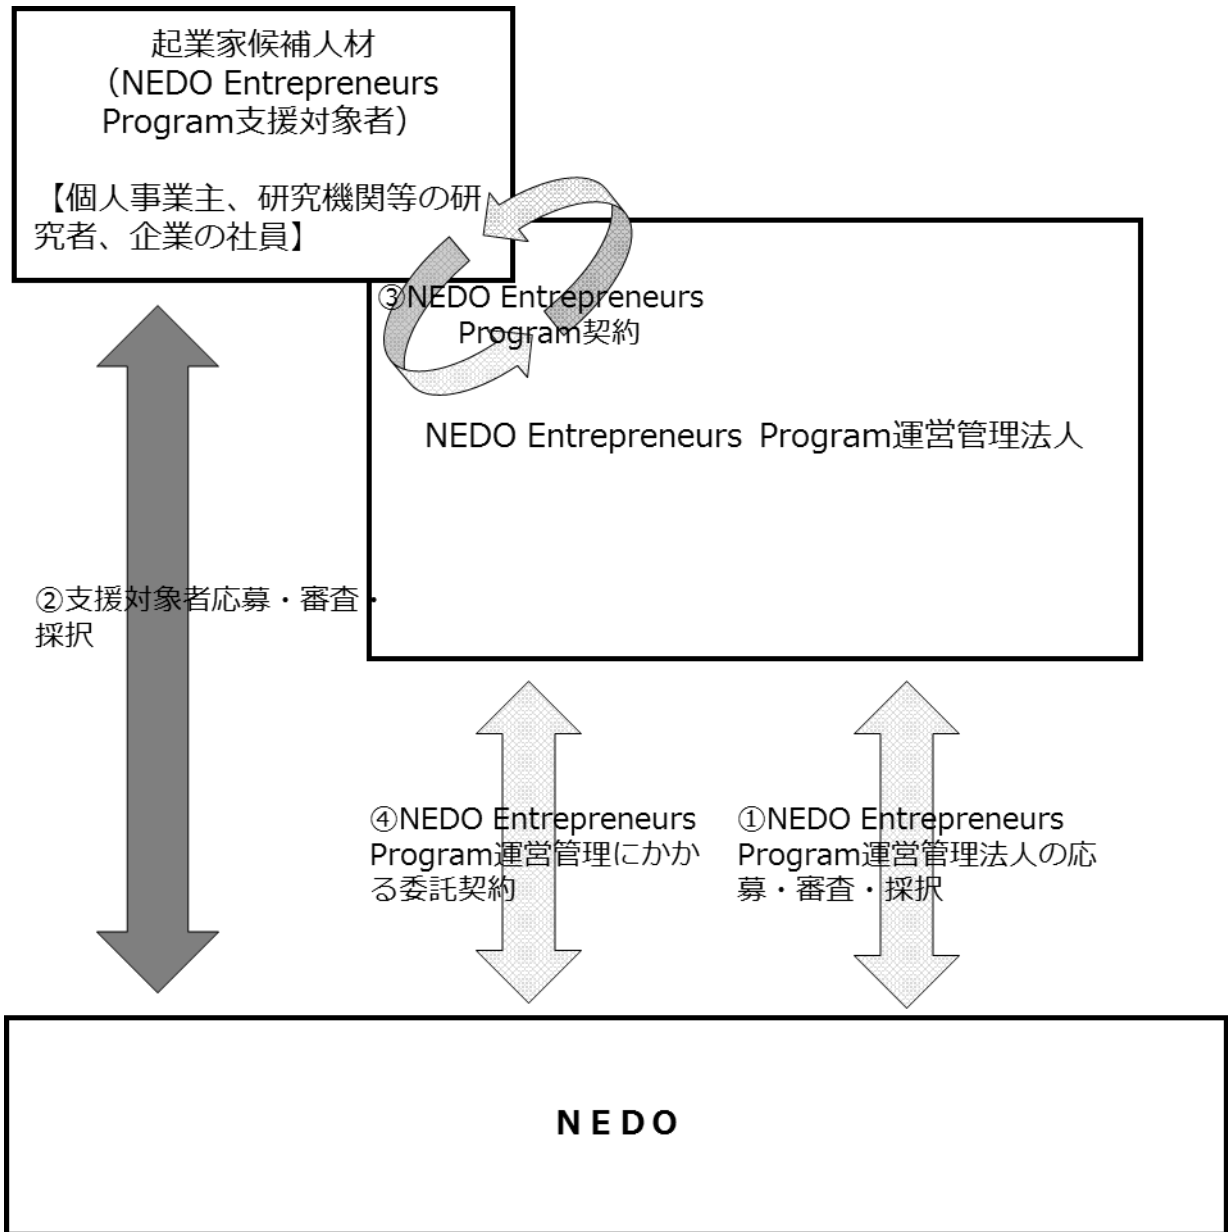 起業家候補人材
（NEDO Entrepreneurs
Program支援対象者）
【個人事業主、研究機関等の研
究者、企業の社員】
③NEDO Entrepreneurs
Program契約
NEDO Entrepreneurs Program運営管理法人
②支援対象者応募・審査・
採択
④NEDO Entrepreneurs
Program運営管理にかか
る委託契約
①NEDO Entrepreneurs
Program運営管理法人の応
募・審査・採択
ＮＥＤＯ